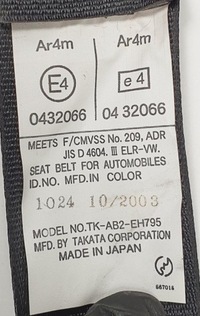 Ar4m Ar4m
E4 e4
0432066 04 32066
MEETS F/CMVSS No. 209, ADR
JIS D 4604. III ELR-VW.
SEAT BELT FOR AUTOMOBILES
ID.NO. MFD.IN COLOR
1024 10/2003
MODEL NO.TK-AB2-EH795
MFD. BY TAKATA CORPORATION
MADE IN JAPAN